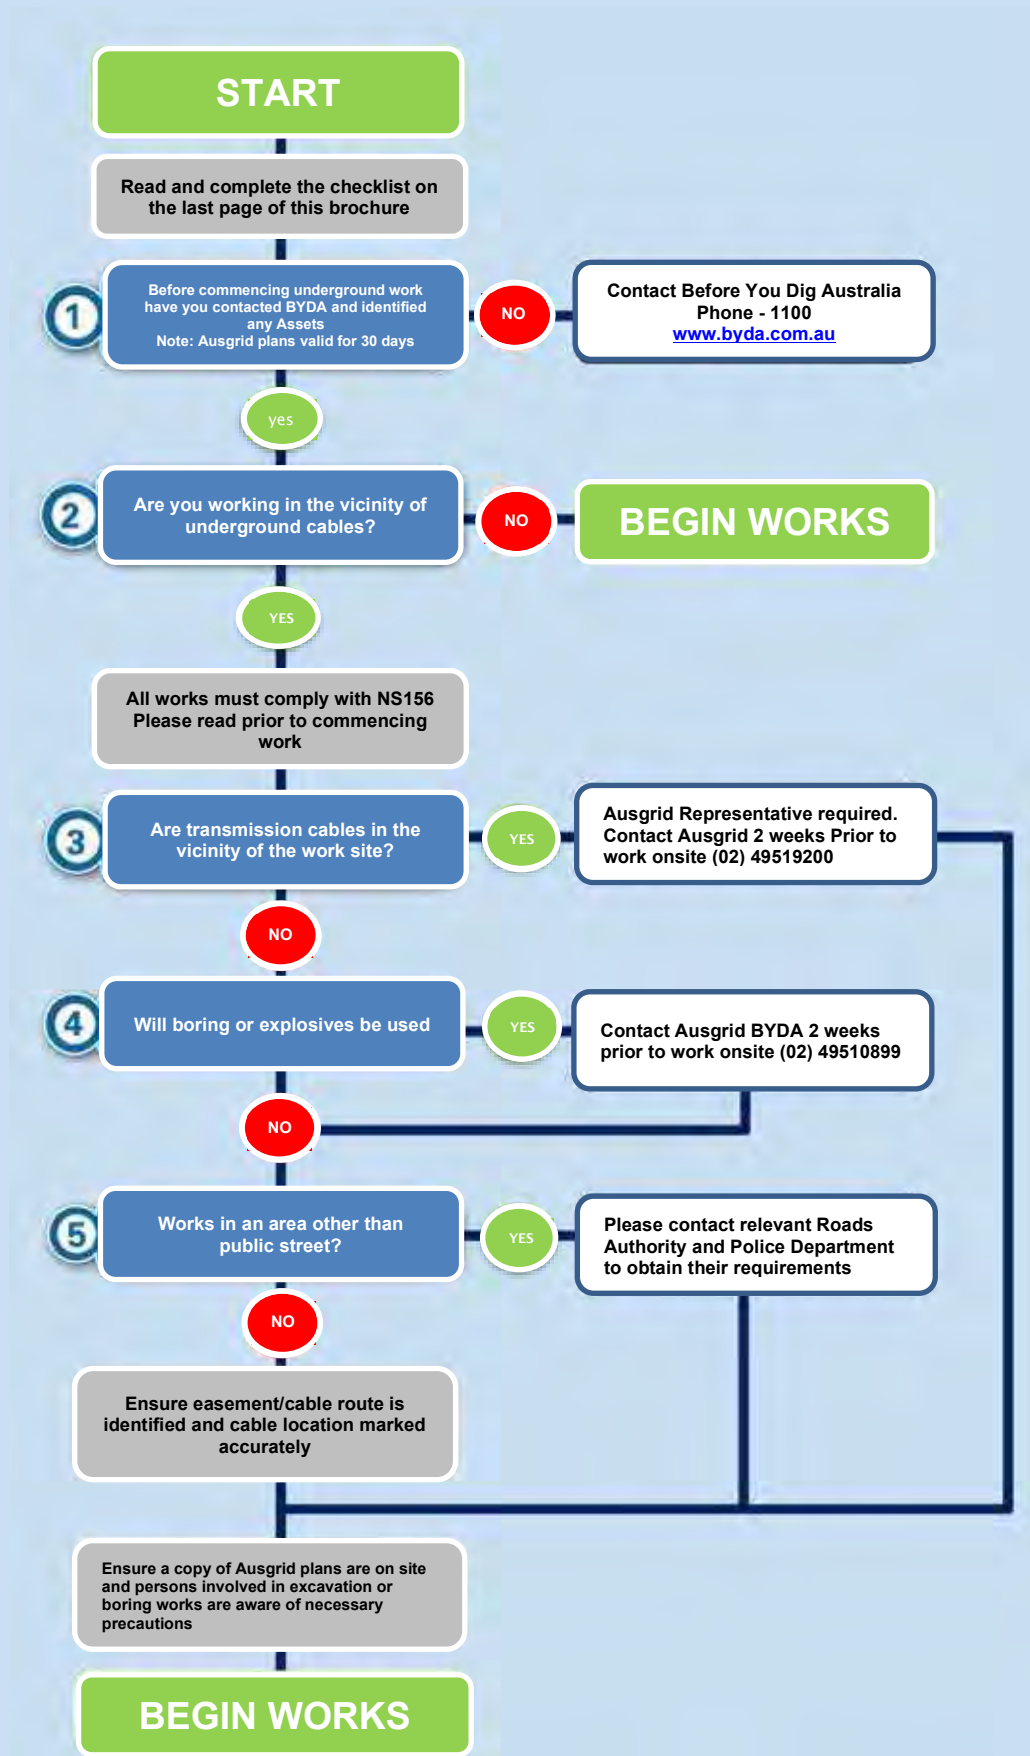 START
Read and complete the checklist on
the last page of this brochure
1
Before commencing underground work
have you contacted BYDA and identified
any Assets
Note: Ausgrid plans valid for 30 days
NO
Contact Before You Dig Australia
Phone - 1100
www.byda.com.au
yes
2
Are you working in the vicinity of
underground cables?
NO
BEGIN WORKS
YES
All works must comply with NS156
Please read prior to commencing
work
3
Are transmission cables in the
vicinity of the work site?
YES
Ausgrid Representative required.
Contact Ausgrid 2 weeks Prior to
work onsite (02) 49519200
NO
4
Will boring or explosives be used
YES
Contact Ausgrid BYDA 2 weeks
prior to work onsite (02) 49510899
NO
5
Works in an area other than
public street?
YES
Please contact relevant Roads
Authority and Police Department
to obtain their requirements
NO
Ensure easement/cable route is
identified and cable location marked
accurately
Ensure a copy of Ausgrid plans are on site
and persons involved in excavation or
boring works are aware of necessary
precautions
BEGIN WORKS